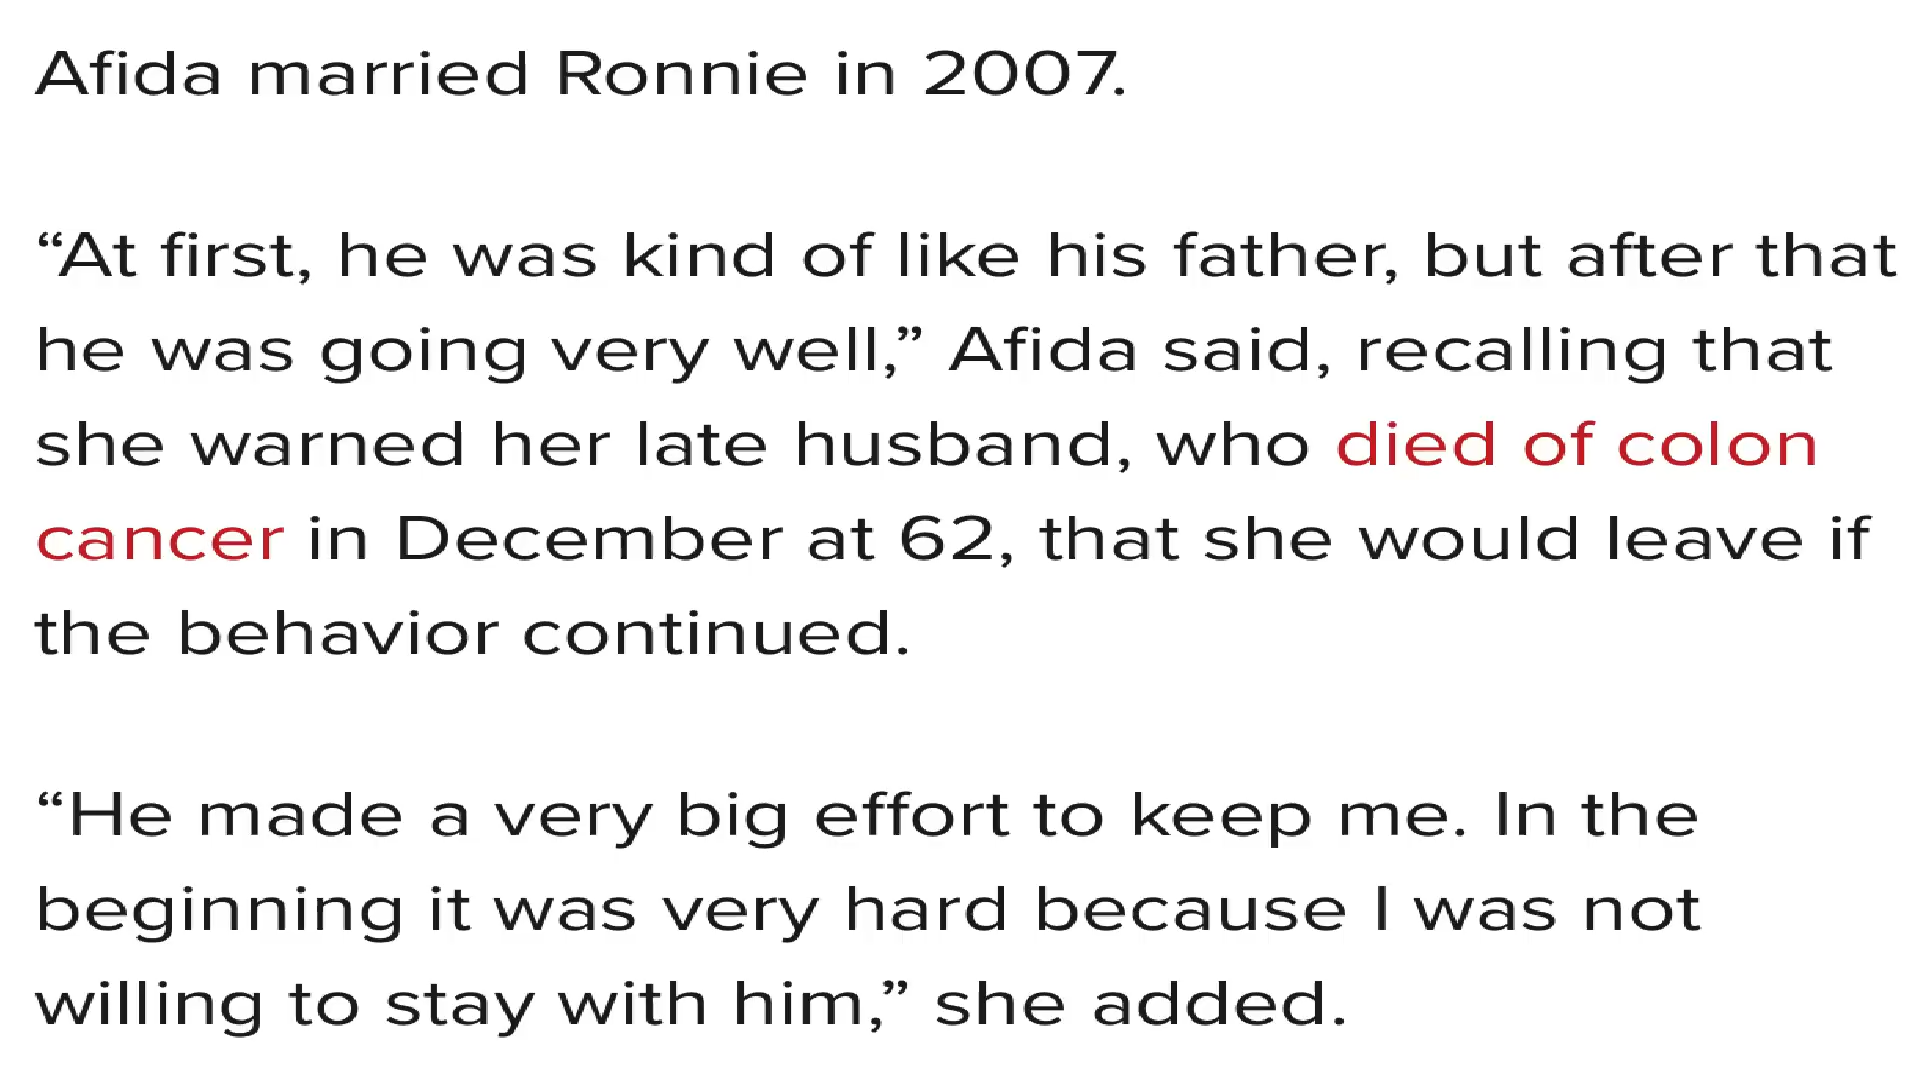 Afida married Ronnie in 2007.
“At first, he was kind of like his father, but after that
he was going very well,” Afida said, recalling that
she warned her late husband, who died of colon
cancer in December at 62, that she would leave if
the behavior continued.
“He made a very big effort to keep me. In the
beginning it was very hard because I was not
willing to stay with him,” she added.